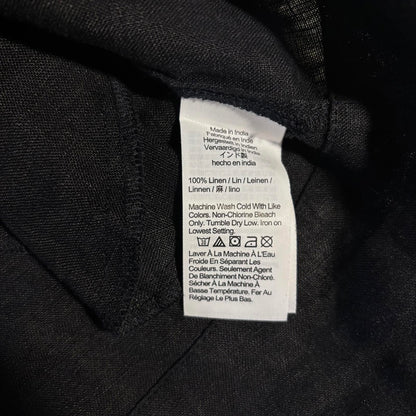 Made in India
Fabriqué en Inde
Hergestellt in Indien
Vervaardigd in India
インド製
hecho en india
100% Linen / Lin / Leinen /
Linnen / 麻 / lino
Machine Wash Cold With Like
Colors. Non-Chlorine Bleach
Only. Tumble Dry Low. Iron on
Lowest Setting.
Laver À La Machine À L'Eau
Froide En Séparant Les
Couleurs. Seulement Agent
De Blanchiment Non-Chloré.
Sécher À La Machine À
Basse Température. Fer Au
Réglage Le Plus Bas.